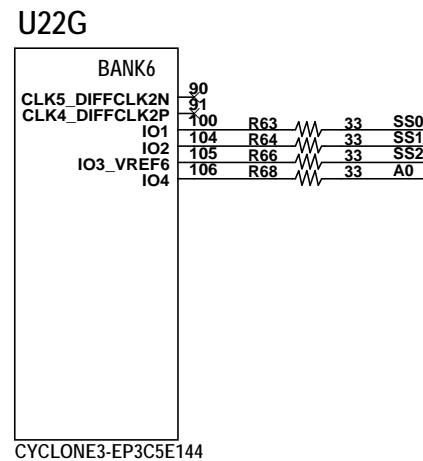 U22G
BANK6
CLK5_DIFFCLK2N 90
CLK4_DIFFCLK2P 91
IO1 100 R63 33 SS0
IO2 104 R64 33 SS1
IO3_VREF6 105 R66 33 SS2
IO4 106 R68 33 A0
CYCLONE3-EP3C5E144